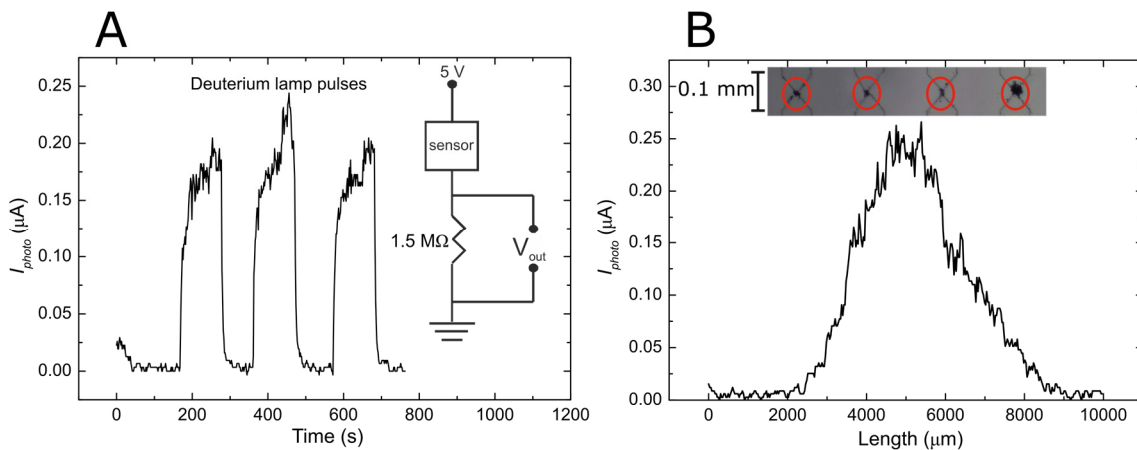 A
Deuterium lamp pulses
5 V
sensor
1.5 MΩ
V_out
0.25
0.20
0.15
0.10
0.05
0.00
I_photo (μA)
0 200 400 600 800 1000 1200
Time (s)
B
0.1 mm
0.30
0.25
0.20
0.15
0.10
0.05
0.00
I_photo (μA)
0 2000 4000 6000 8000 10000
Length (μm)